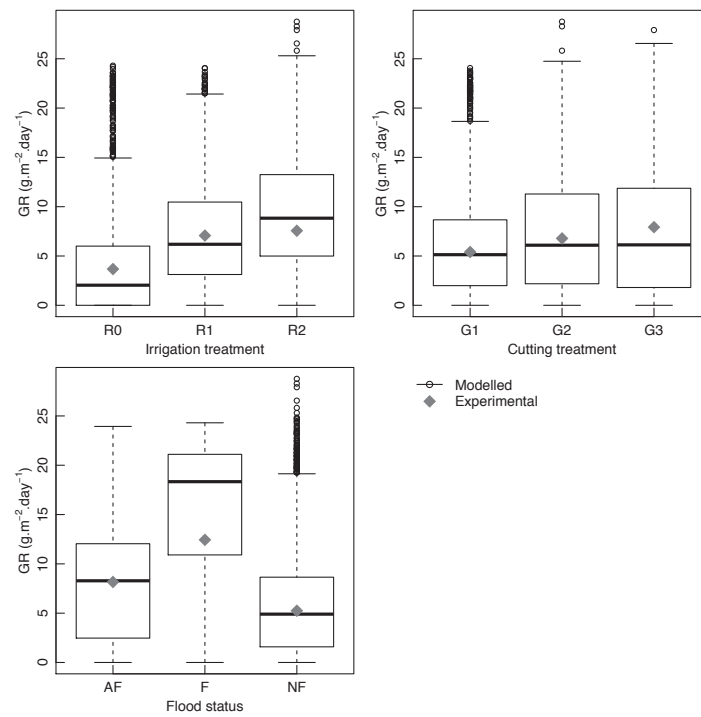 GR (g.m⁻².day⁻¹)
25
20
15
10
5
0
R0 R1 R2
Irrigation treatment
GR (g.m⁻².day⁻¹)
25
20
15
10
5
0
G1 G2 G3
Cutting treatment
GR (g.m⁻².day⁻¹)
25
20
15
10
5
0
AF F NF
Flood status
Modelled
Experimental